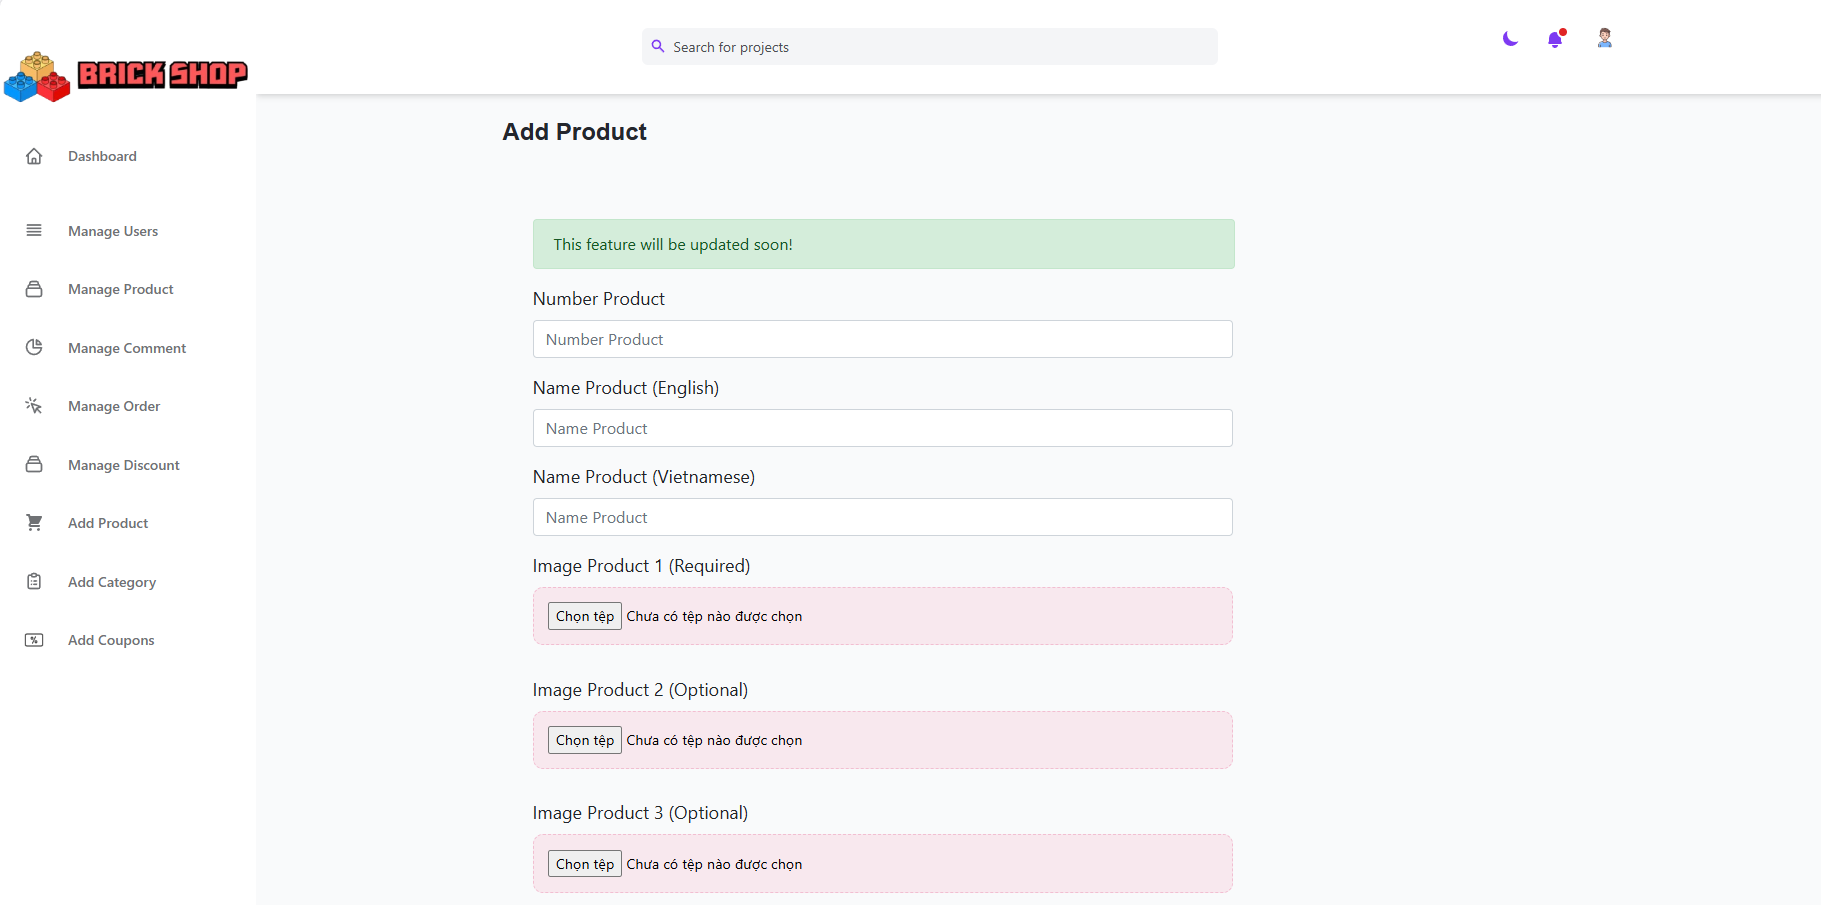 BRICK SHOP
Search for projects
Dashboard
Manage Users
Manage Product
Manage Comment
Manage Order
Manage Discount
Add Product
Add Category
Add Coupons
Add Product
This feature will be updated soon!
Number Product
Number Product
Name Product (English)
Name Product
Name Product (Vietnamese)
Name Product
Image Product 1 (Required)
Chọn tệp Chưa có tệp nào được chọn
Image Product 2 (Optional)
Chọn tệp Chưa có tệp nào được chọn
Image Product 3 (Optional)
Chọn tệp Chưa có tệp nào được chọn